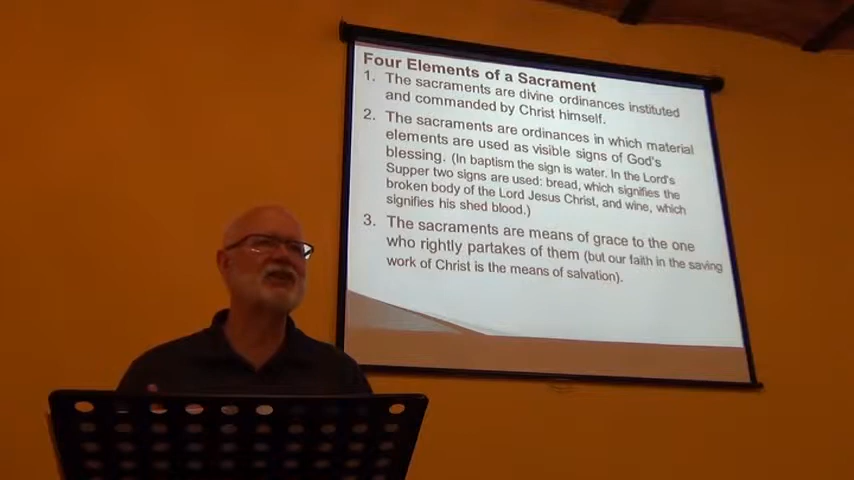 Four Elements of a Sacrament
1. The sacraments are divine ordinances instituted
and commanded by Christ himself.
2. The sacraments are ordinances in which material
elements are used as visible signs of God's
blessing. (In baptism the sign is water. In the Lord's
Supper two signs are used: bread, which signifies the
broken body of the Lord Jesus Christ, and wine, which
signifies his shed blood.)
3. The sacraments are means of grace to the one
who rightly partakes of them (but our faith in the saving
work of Christ is the means of salvation).